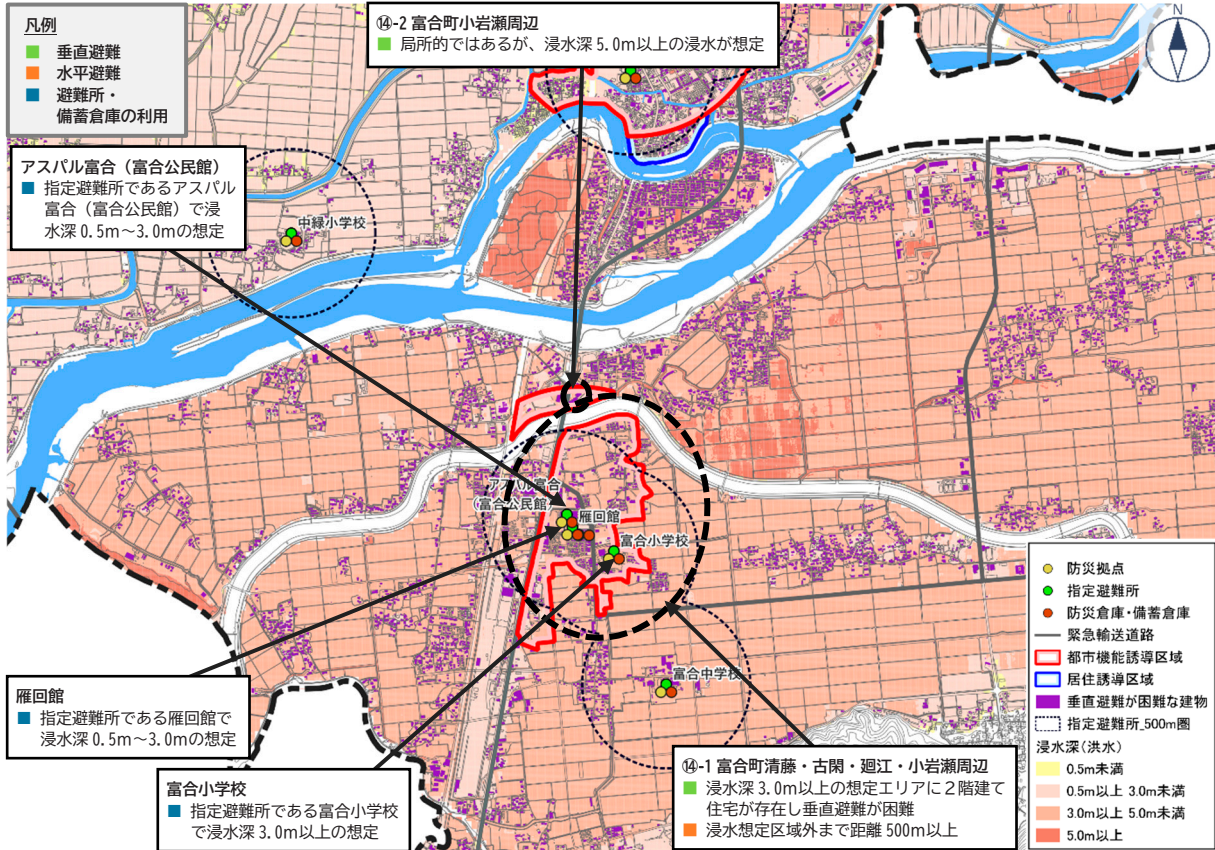 凡例
垂直避難
水平避難
避難所・
備蓄倉庫の利用
⑭-2 富合町小岩瀬周辺
局所的ではあるが、浸水深 5.0m以上の浸水が想定
N
アスパル富合（富合公民館）
指定避難所であるアスパル
富合（富合公民館）で浸
水深 0.5m～3.0mの想定
中緑小学校
アスパル富合
（富合公民館）
雁回館
富合小学校
富合中学校
雁回館
指定避難所である雁回館で
浸水深 0.5m～3.0mの想定
富合小学校
指定避難所である富合小学校
で浸水深 3.0m以上の想定
⑭-1 富合町清藤・古閑・廻江・小岩瀬周辺
浸水深 3.0m以上の想定エリアに２階建て
住宅が存在し垂直避難が困難
浸水想定区域外まで距離 500m以上
防災拠点
指定避難所
防災倉庫・備蓄倉庫
緊急輸送道路
都市機能誘導区域
居住誘導区域
垂直避難が困難な建物
指定避難所_500m圏
浸水深(洪水)
0.5m未満
0.5m以上 3.0m未満
3.0m以上 5.0m未満
5.0m以上